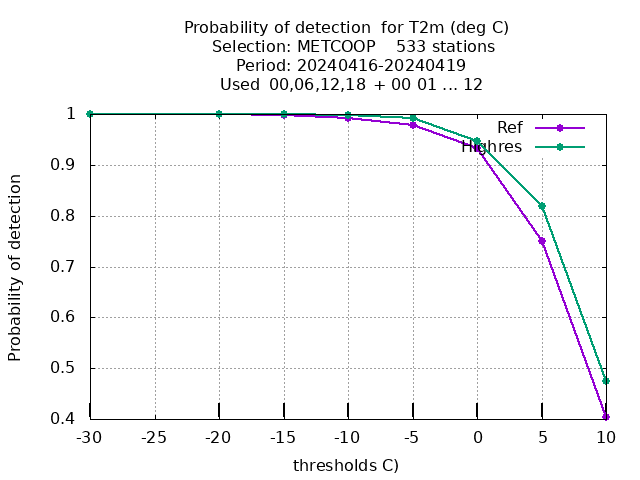 Probability of detection  for T2m (deg C)
Selection: METCOOP    533 stations
Period: 20240416-20240419
Used  00,06,12,18  + 00 01 ... 12
Ref
Highres
Probability of detection
1
0.9
0.8
0.7
0.6
0.5
0.4
-30 -25 -20 -15 -10 -5 0 5 10
thresholds C)